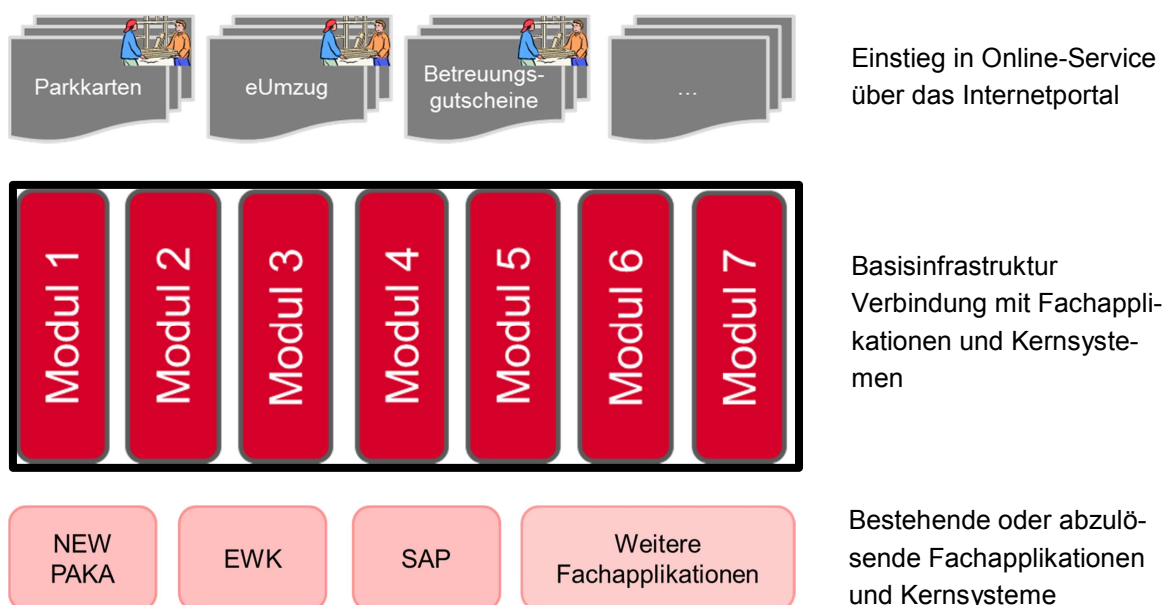 Parkkarten
eUmzug
Betreuungs-
gutscheine
...
Einstieg in Online-Service
über das Internetportal
Modul 1
Modul 2
Modul 3
Modul 4
Modul 5
Modul 6
Modul 7
Basisinfrastruktur
Verbindung mit Fachappli-
kationen und Kernsyste-
men
NEW
PAKA
EWK
SAP
Weitere
Fachapplikationen
Bestehende oder abzulö-
sende Fachapplikationen
und Kernsysteme